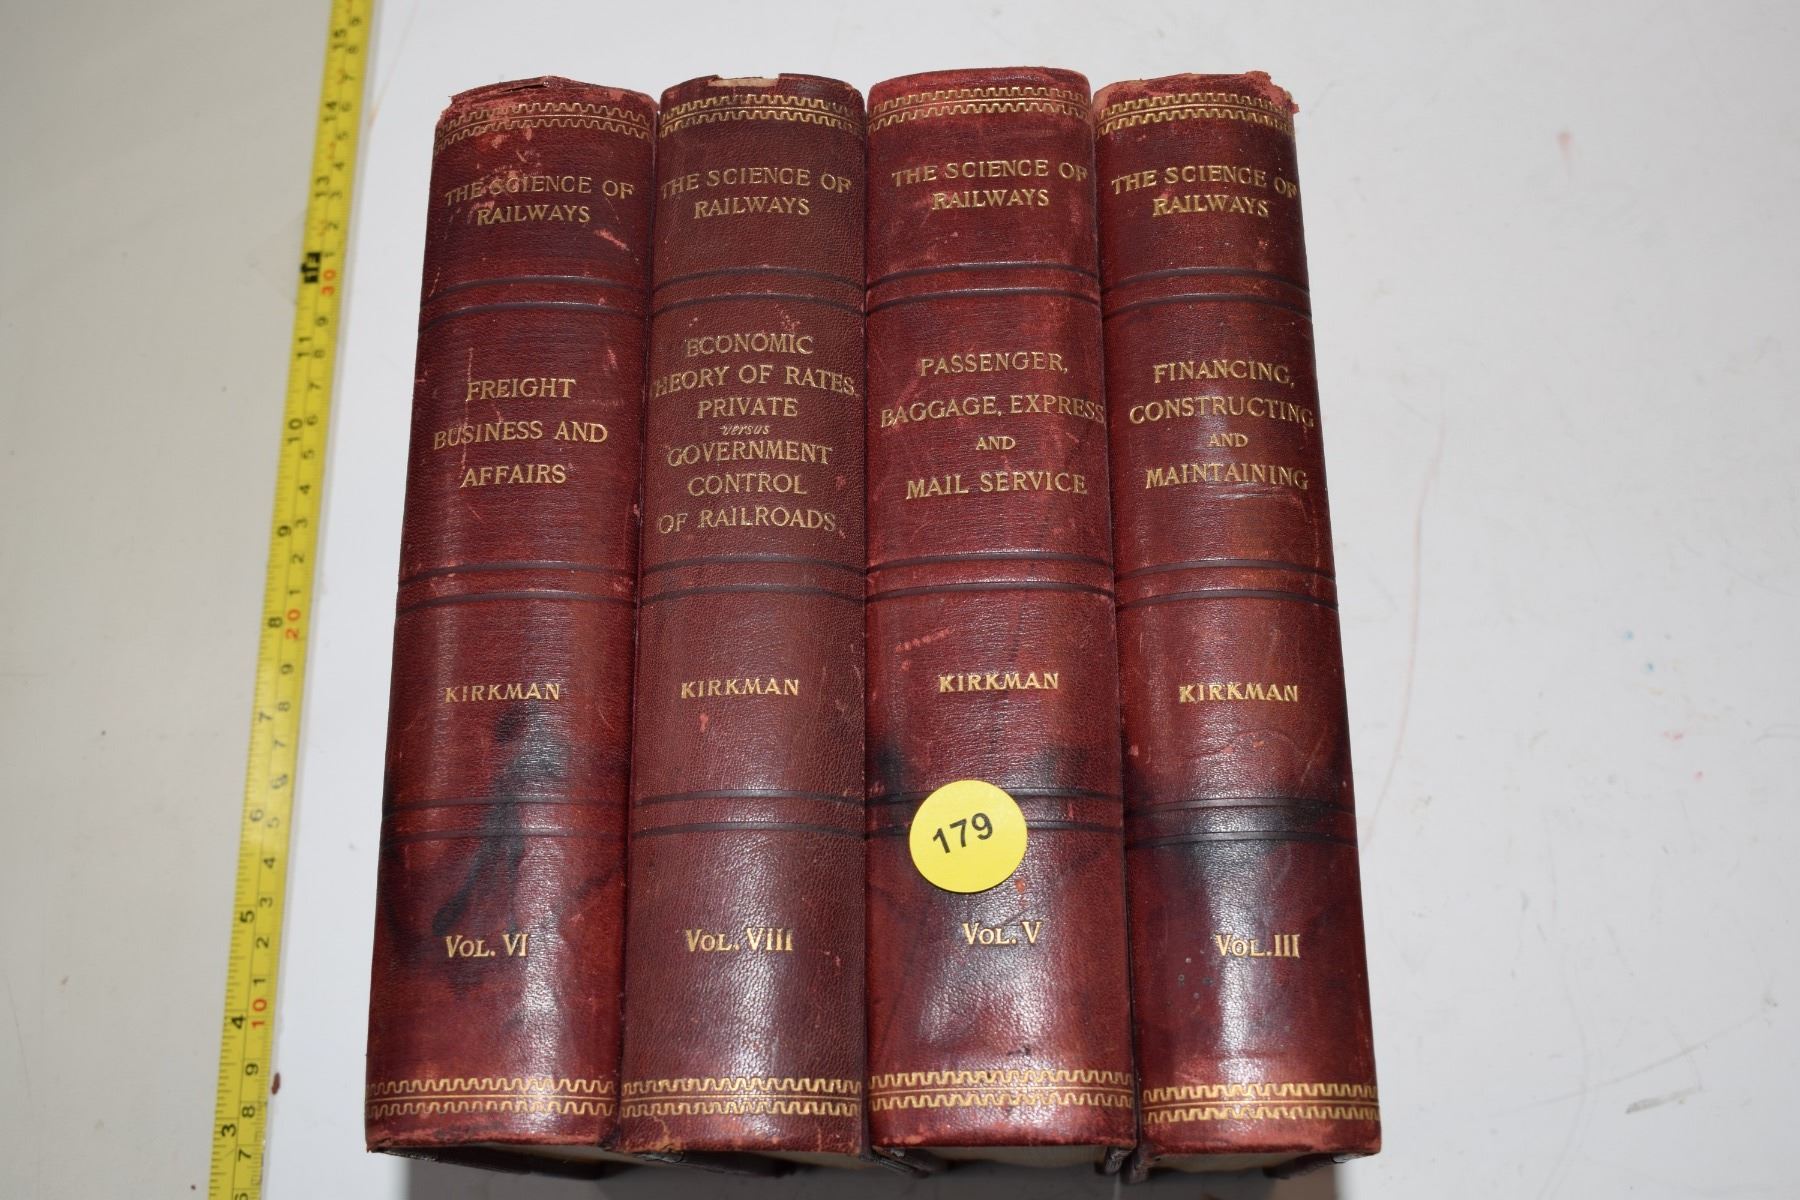 THE SCIENCE OF
RAILWAYS
FREIGHT
BUSINESS AND
AFFAIRS
KIRKMAN
VOL. VI
THE SCIENCE OF
RAILWAYS
ECONOMIC
THEORY OF RATES.
PRIVATE
versus
GOVERNMENT
CONTROL
OF RAILROADS.
KIRKMAN
VOL. VIII
THE SCIENCE OF
RAILWAYS
PASSENGER,
BAGGAGE, EXPRESS
AND
MAIL SERVICE
KIRKMAN
179
VOL. V
THE SCIENCE OF
RAILWAYS
FINANCING,
CONSTRUCTING
AND
MAINTAINING
KIRKMAN
VOL. III